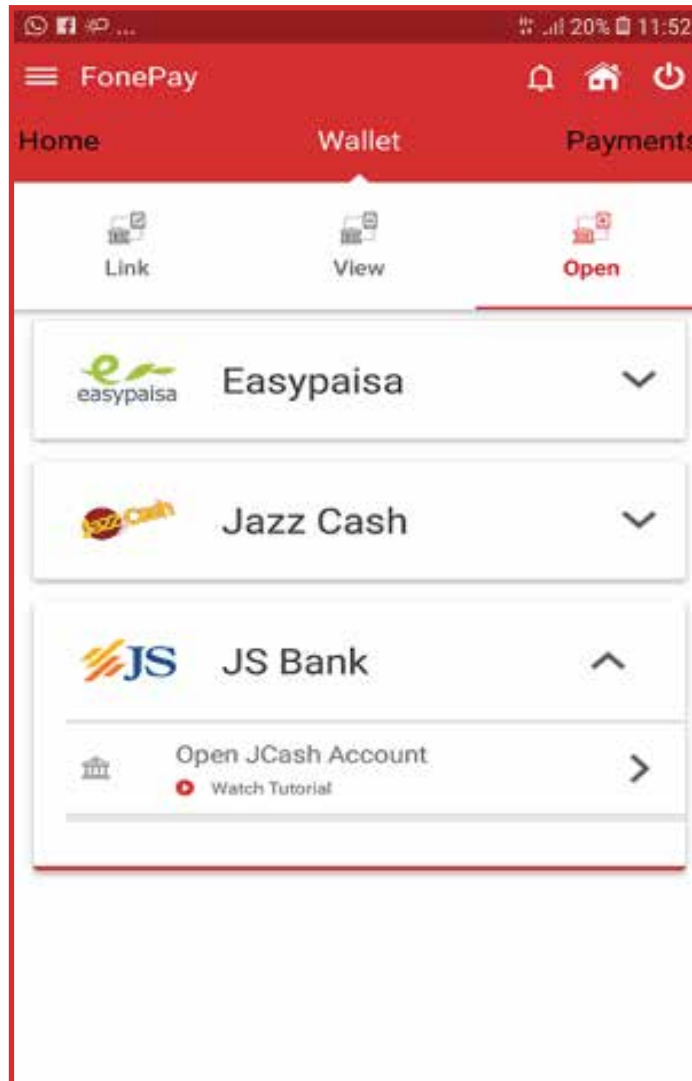 ... 20% 11:52
FonePay
Home Wallet Payments
Link View Open
easypaisa Easypaisa
Jazz Cash Jazz Cash
JS JS Bank
Open JCash Account
Watch Tutorial